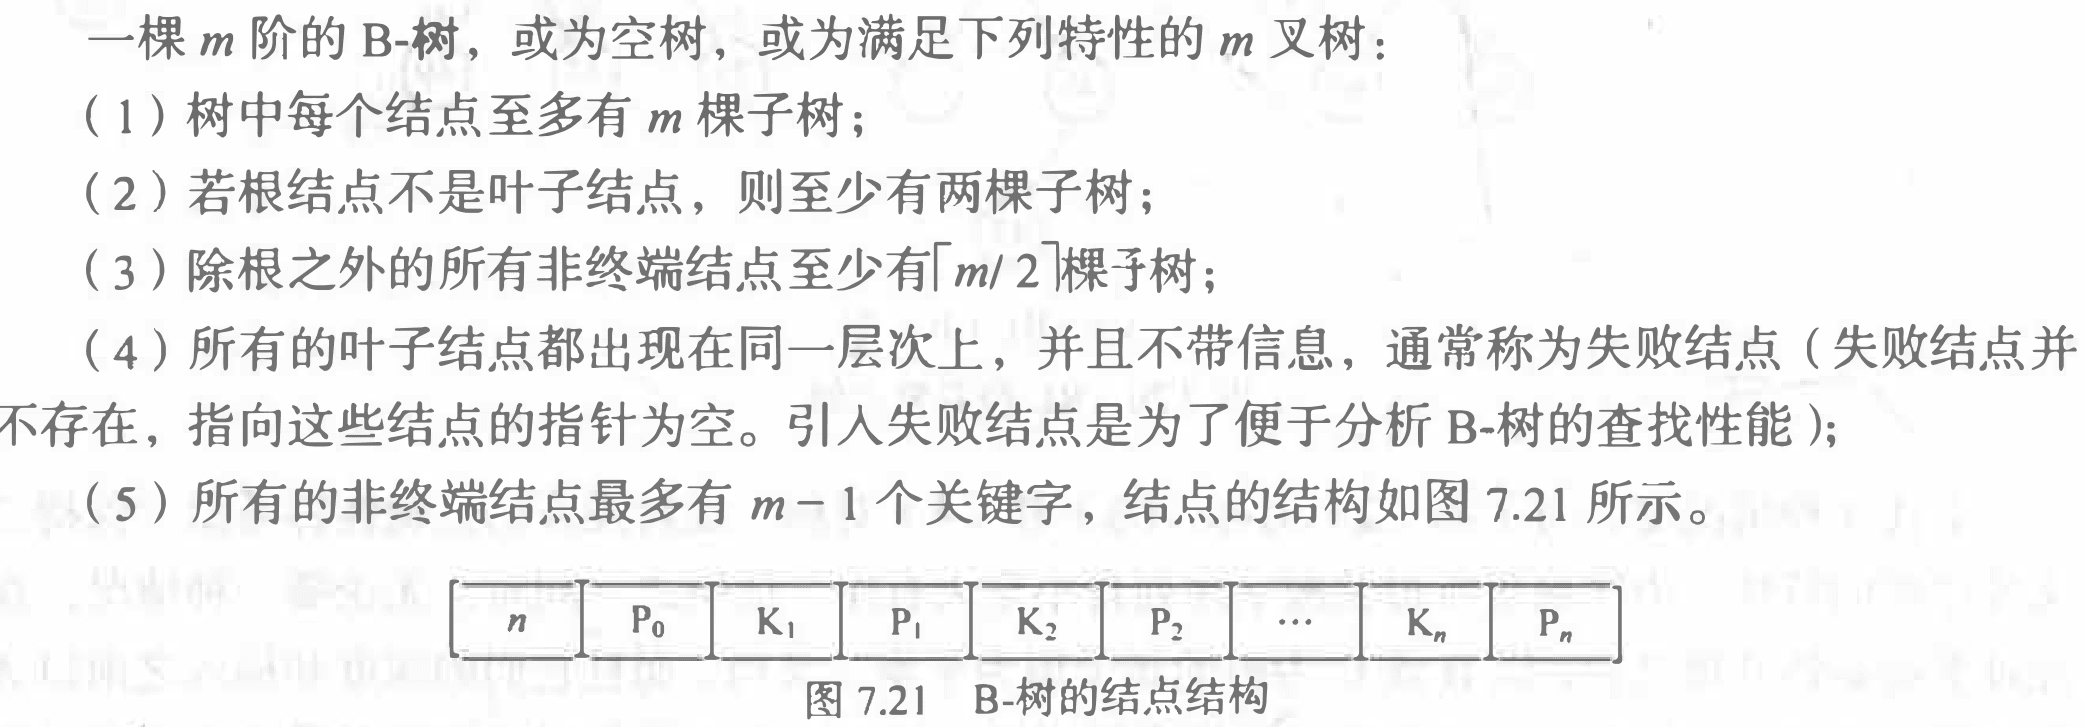 一棵 m 阶的 B-树，或为空树，或为满足下列特性的 m 叉树：
（1）树中每个结点至多有 m 棵子树；
（2）若根结点不是叶子结点，则至少有两棵子树；
（3）除根之外的所有非终端结点至少有⌈m/2⌉棵子树；
（4）所有的叶子结点都出现在同一层次上，并且不带信息，通常称为失败结点（失败结点并
不存在，指向这些结点的指针为空。引入失败结点是为了便于分析 B-树的查找性能）；
（5）所有的非终端结点最多有 m－1 个关键字，结点的结构如图 7.21 所示。
n P₀ K₁ P₁ K₂ P₂ … Kₙ Pₙ
图 7.21 B-树的结点结构